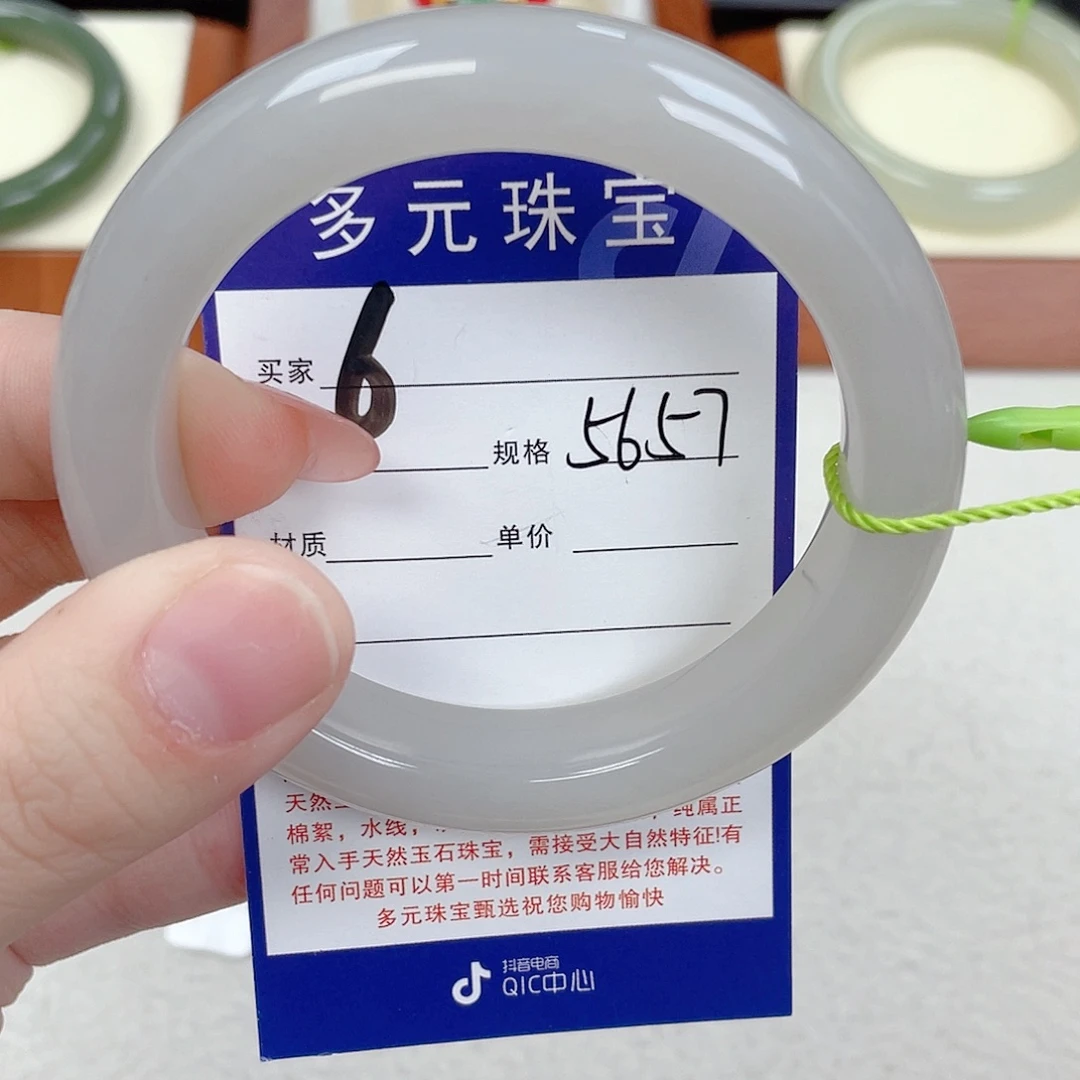 多元珠宝
买家 6
规格 5657
材质 单价
天然
棉絮，水线， 纯属正
常入手天然玉石珠宝，需接受大自然特征!有
任何问题可以第一时间联系客服给您解决。
多元珠宝甄选祝您购物愉快
抖音电商
QIC中心